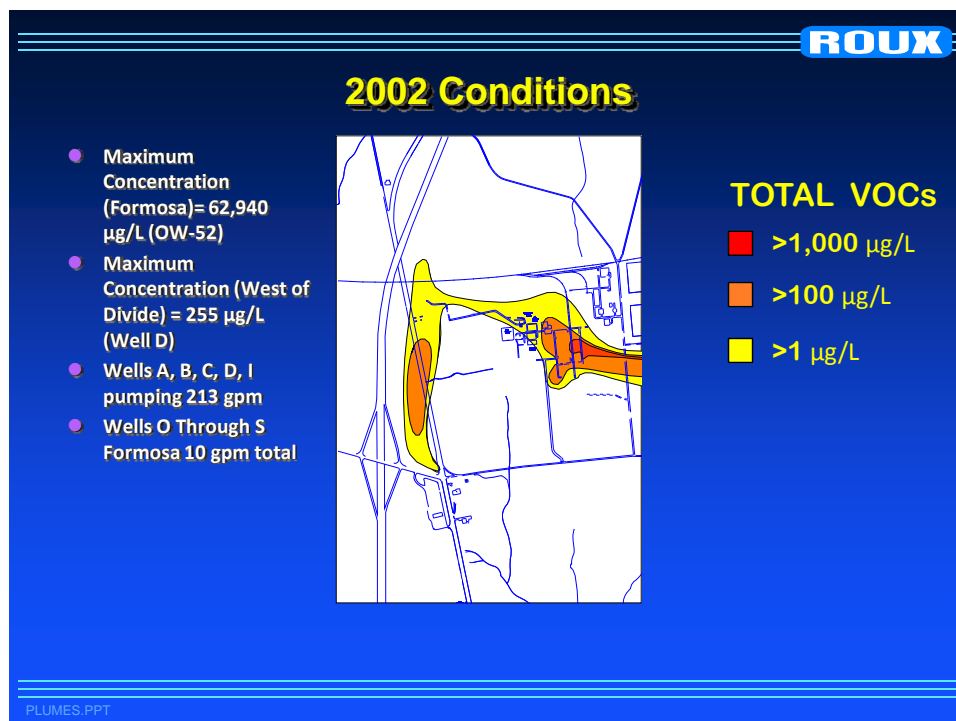 ROUX
2002 Conditions
Maximum
Concentration
(Formosa)= 62,940
µg/L (OW-52)
Maximum
Concentration (West of
Divide) = 255 µg/L
(Well D)
Wells A, B, C, D, I
pumping 213 gpm
Wells O Through S
Formosa 10 gpm total
TOTAL VOCs
>1,000 µg/L
>100 µg/L
>1 µg/L
PLUMES.PPT